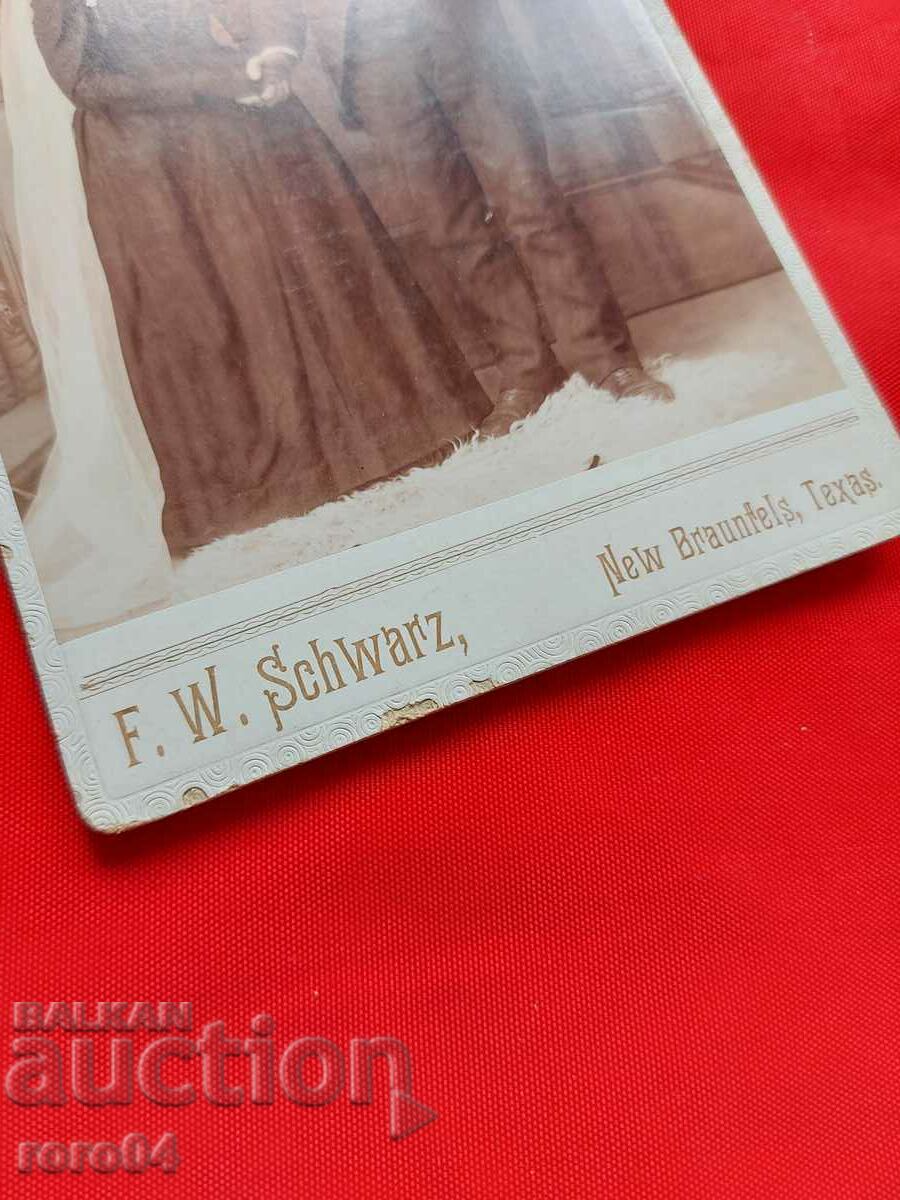 F. W. Schwarz,
New Braunfels, Texas.
BALKAN
auction
roro04